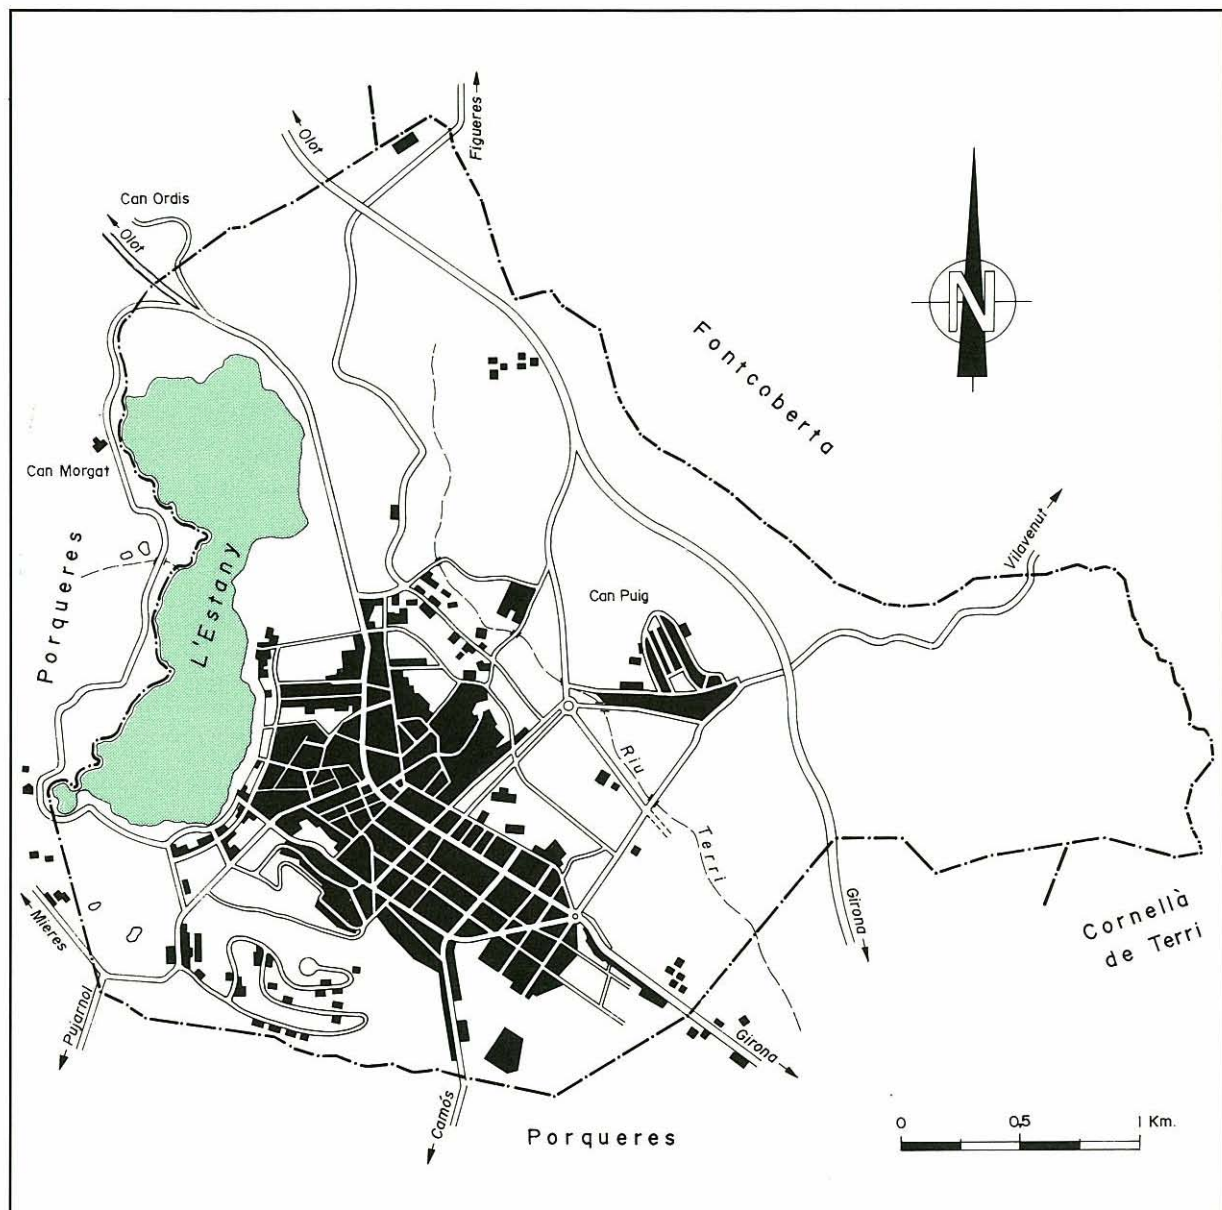 Figueres
Olot
Can Ordis
Olot
N
Fontcoberta
Can Morgat
L'Estany
Porqueres
Vilavenut
Can Puig
Riu
Terri
Mieres
Pujarnol
Camós
Girona
Girona
Cornellà
de Terri
Porqueres
0 0,5 1 Km.